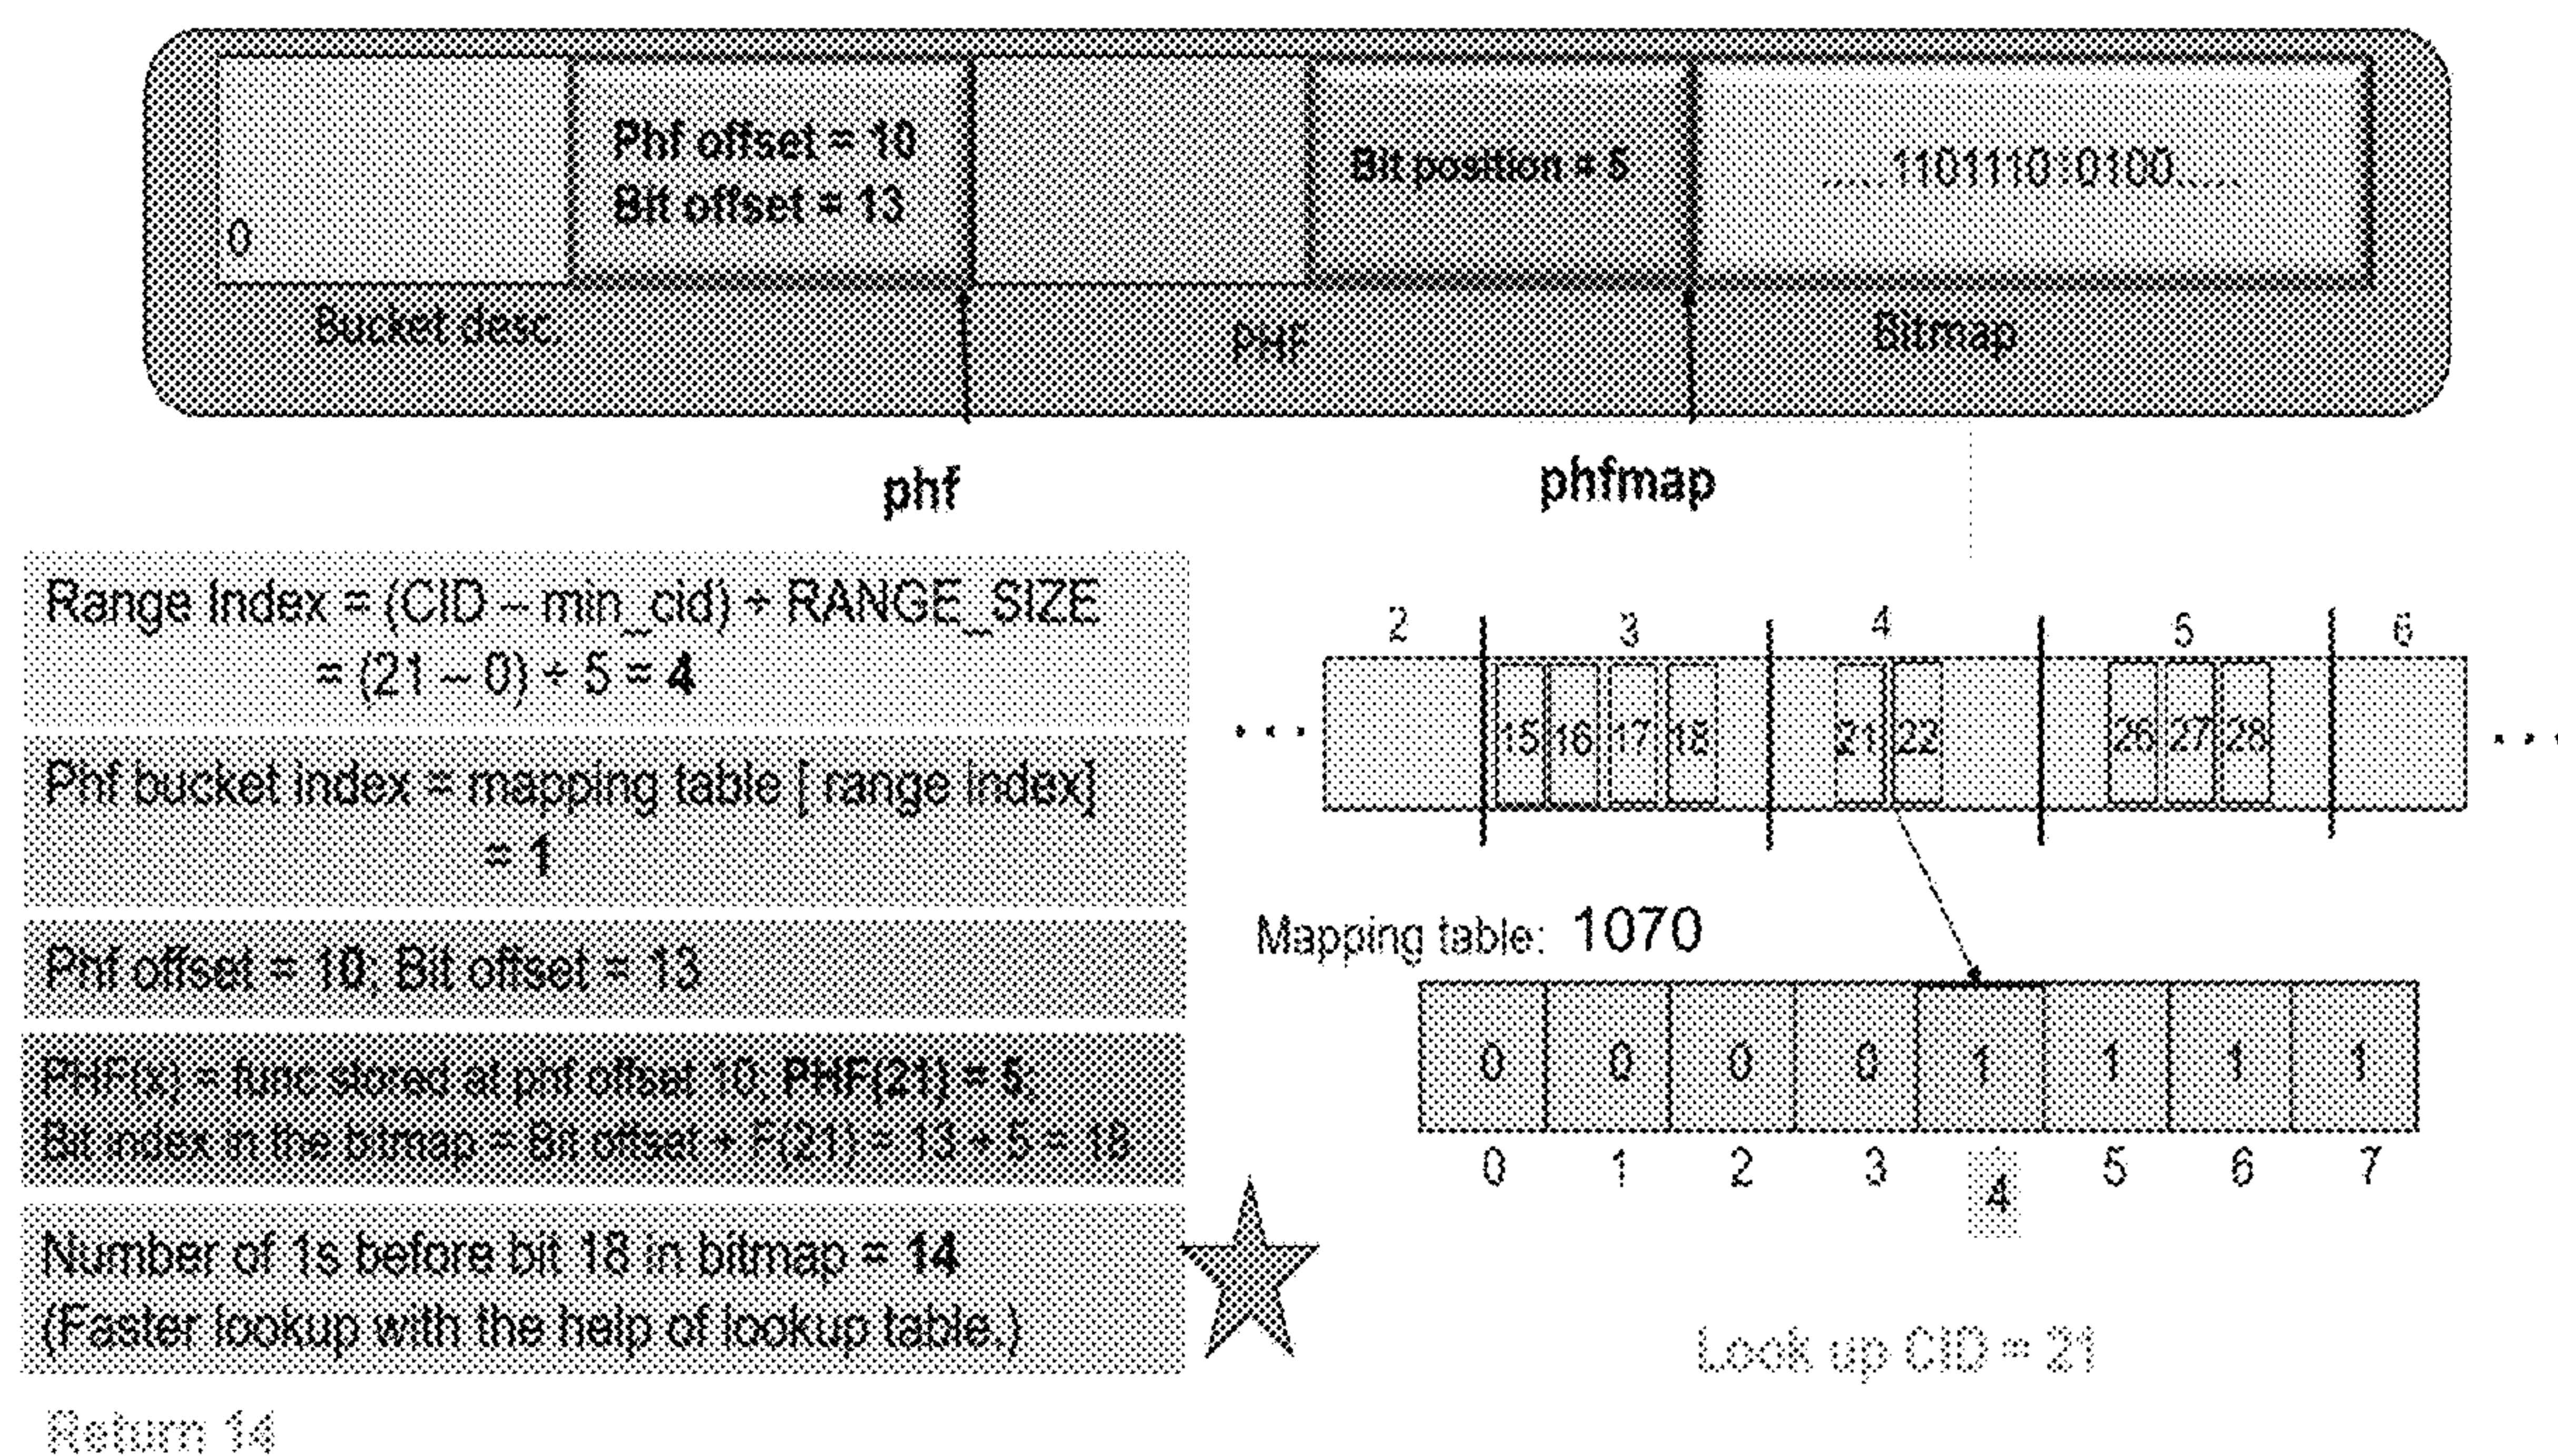 Phf offset = 10
Bit offset = 13
0
Bit position = 5
.....1101110:0100.....
Bucket desc.
PHF
Bitmap
phf
phfmap
Range Index = (CID – min_cid) ÷ RANGE_SIZE
= (21 – 0) ÷ 5 = 4
Phf bucket index = mapping table [ range index]
= 1
Phf offset = 10; Bit offset = 13
PHF(x) = func stored at phf offset 10; PHF(21) = 5;
Bit index in the bitmap = Bit offset + F(21) = 13 + 5 = 18
Number of 1s before bit 18 in bitmap = 14
(Faster lookup with the help of lookup table.)
Return 14
2 3 4 5 6
... 15 16 17 18 21 22 26 27 28 ...
Mapping table: 1070
0 0 0 0 1 1 1 1
0 1 2 3 4 5 6 7
Look up CID = 21